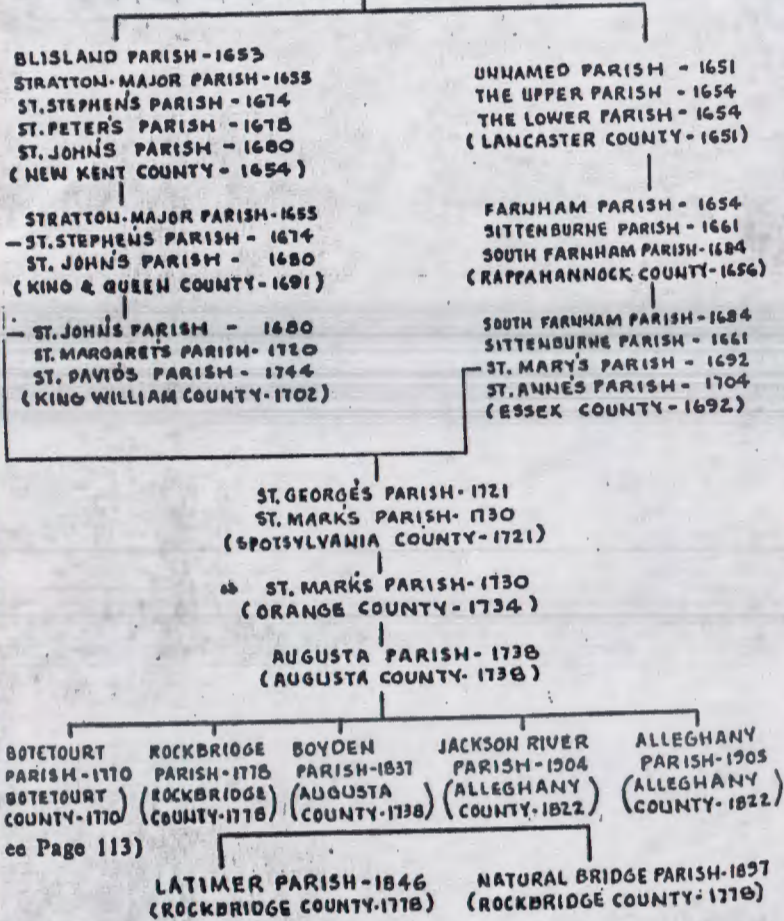 BLISLAND PARISH - 1653
STRATTON-MAJOR PARISH-1655
ST. STEPHEN'S PARISH - 1674
ST. PETER'S PARISH - 1678
ST. JOHN'S PARISH - 1680
(NEW KENT COUNTY - 1654)
UNNAMED PARISH - 1651
THE UPPER PARISH - 1654
THE LOWER PARISH - 1654
(LANCASTER COUNTY - 1651)
STRATTON-MAJOR PARISH-1655
ST. STEPHEN'S PARISH - 1674
ST. JOHN'S PARISH - 1680
(KING & QUEEN COUNTY-1691)
FARNHAM PARISH - 1654
SITTENBURNE PARISH - 1661
SOUTH FARNHAM PARISH-1684
(RAPPAHANNOCK COUNTY-1656)
ST. JOHN'S PARISH - 1680
ST. MARGARET'S PARISH-1720
ST. DAVID'S PARISH - 1744
(KING WILLIAM COUNTY-1702)
SOUTH FARNHAM PARISH-1684
SITTENBURNE PARISH - 1661
ST. MARY'S PARISH - 1692
ST. ANNE'S PARISH - 1704
(ESSEX COUNTY-1692)
ST. GEORGE'S PARISH-1721
ST. MARK'S PARISH-1730
(SPOTSYLVANIA COUNTY-1721)
ST. MARK'S PARISH-1730
(ORANGE COUNTY-1734)
AUGUSTA PARISH-1738
(AUGUSTA COUNTY-1738)
BOTETOURT
PARISH-1770
BOTETOURT
COUNTY-1770)
ROCKBRIDGE
PARISH-1778
(ROCKBRIDGE
COUNTY-1778)
BOYDEN
PARISH-1837
(AUGUSTA
COUNTY-1738)
JACKSON RIVER
PARISH-1904
(ALLEGHANY
COUNTY-1822)
ALLEGHANY
PARISH-1905
(ALLEGHANY
COUNTY-1822)
ee Page 113)
LATIMER PARISH-1846
(ROCKBRIDGE COUNTY-1778)
NATURAL BRIDGE PARISH-1897
(ROCKBRIDGE COUNTY-1778)